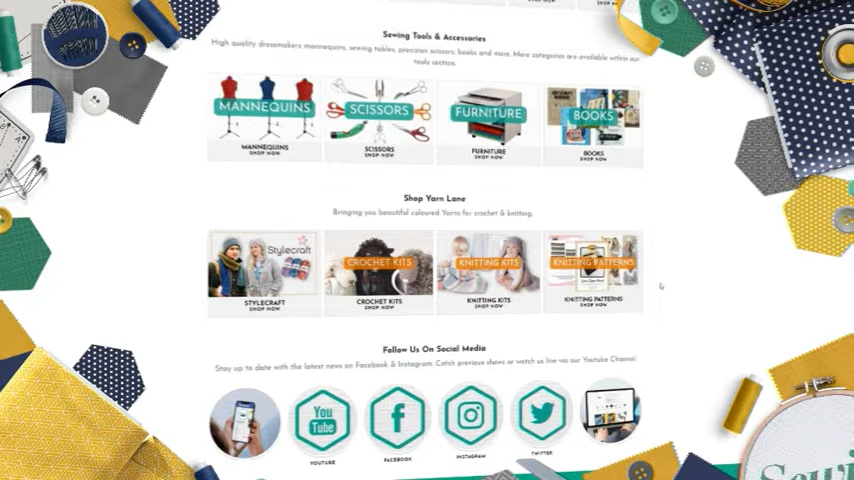 Sewing Tools & Accessories
High quality dressmakers mannequins, sewing tables, precision scissors, books and more. More categories are available within our
tools section.
MANNEQUINS
SCISSORS
FURNITURE
BOOKS
MANNEQUINS
SHOP NOW
SCISSORS
SHOP NOW
FURNITURE
SHOP NOW
BOOKS
SHOP NOW
Shop Yarn Lane
Bringing you beautiful coloured Yarns for crochet & knitting.
Stylecraft
CROCHET KITS
KNITTING KITS
KNITTING PATTERNS
STYLECRAFT
SHOP NOW
CROCHET KITS
SHOP NOW
KNITTING KITS
SHOP NOW
KNITTING PATTERNS
SHOP NOW
Follow Us On Social Media
Stay up to date with the latest news on Facebook & Instagram. Catch previous shows or watch us live via our Youtube Channel.
You
Tube
YOUTUBE
FACEBOOK
INSTAGRAM
TWITTER